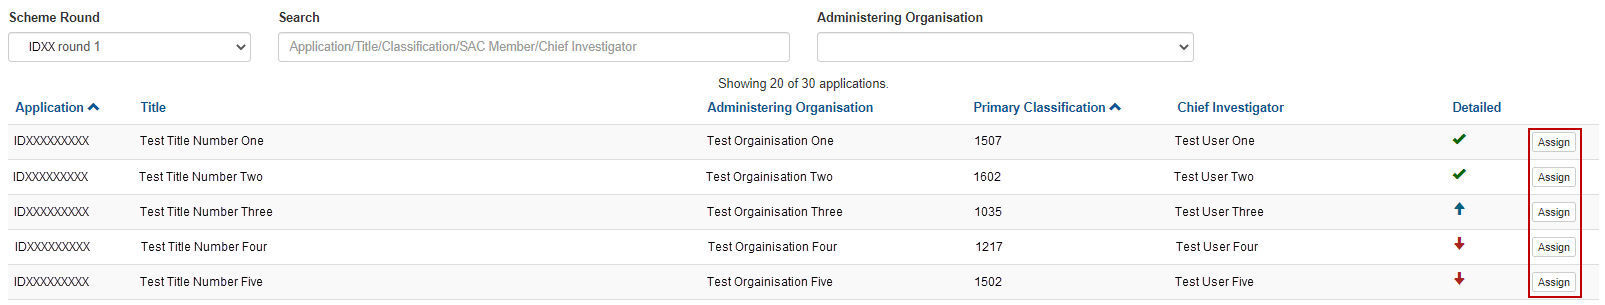 Scheme Round Search Administering Organisation
IDXX round 1 Application/Title/Classification/SAC Member/Chief Investigator
Showing 20 of 30 applications.
Application Title Administering Organisation Primary Classification Chief Investigator Detailed
IDXXXXXXXXX Test Title Number One Test Orgainisation One 1507 Test User One Assign
IDXXXXXXXXX Test Title Number Two Test Orgainisation Two 1602 Test User Two Assign
IDXXXXXXXXX Test Title Number Three Test Orgainisation Three 1035 Test User Three Assign
IDXXXXXXXXX Test Title Number Four Test Orgainisation Four 1217 Test User Four Assign
IDXXXXXXXXX Test Title Number Five Test Orgainisation Five 1502 Test User Five Assign